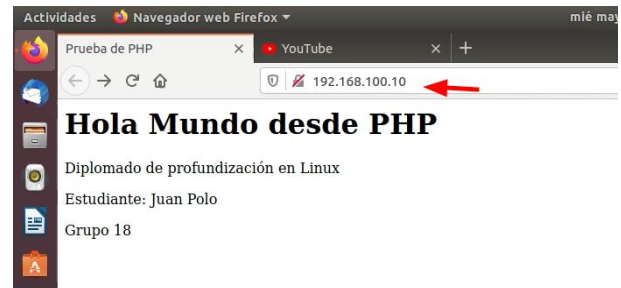 Actividades Navegador web Firefox mié may
Prueba de PHP YouTube
192.168.100.10
Hola Mundo desde PHP
Diplomado de profundización en Linux
Estudiante: Juan Polo
Grupo 18